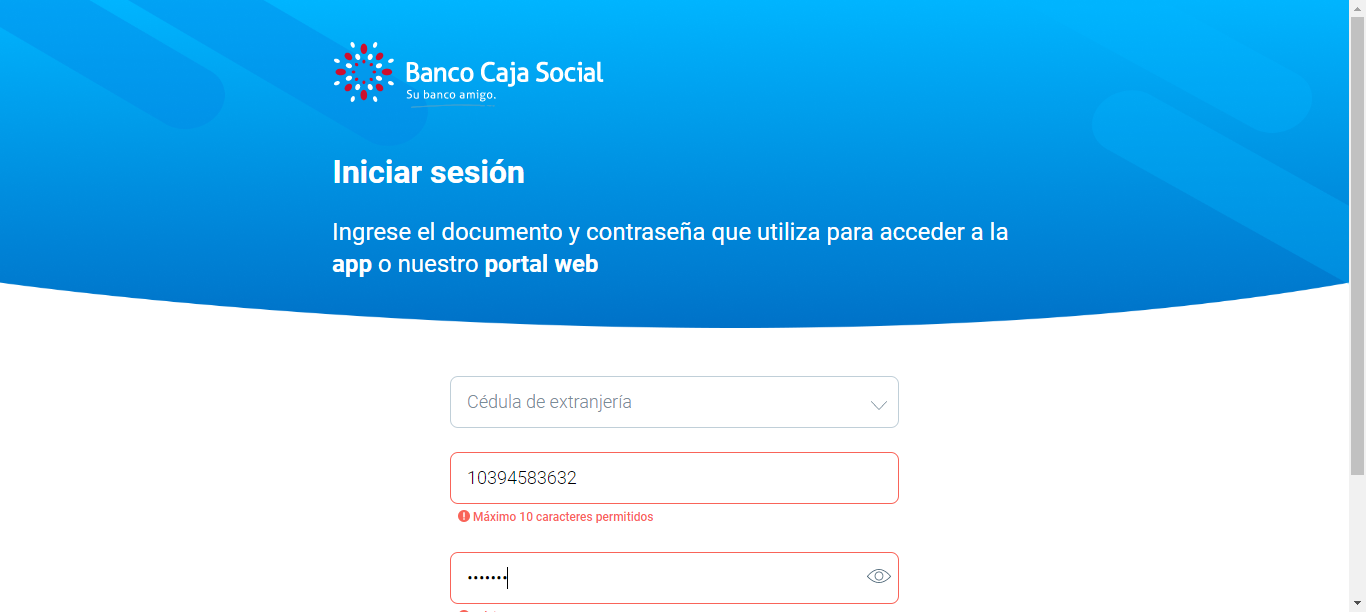 Banco Caja Social
Su banco amigo.
Iniciar sesión
Ingrese el documento y contraseña que utiliza para acceder a la
app o nuestro portal web
Cédula de extranjería
10394583632
Máximo 10 caracteres permitidos
•••••••